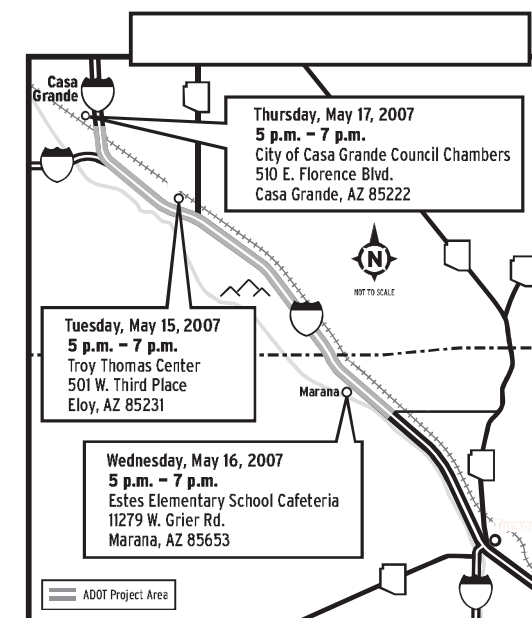 Casa
Grande
Thursday, May 17, 2007
5 p.m. – 7 p.m.
City of Casa Grande Council Chambers
510 E. Florence Blvd.
Casa Grande, AZ 85222
N
NOT TO SCALE
Tuesday, May 15, 2007
5 p.m. – 7 p.m.
Troy Thomas Center
501 W. Third Place
Eloy, AZ 85231
Marana
Wednesday, May 16, 2007
5 p.m. – 7 p.m.
Estes Elementary School Cafeteria
11279 W. Grier Rd.
Marana, AZ 85653
ADOT Project Area